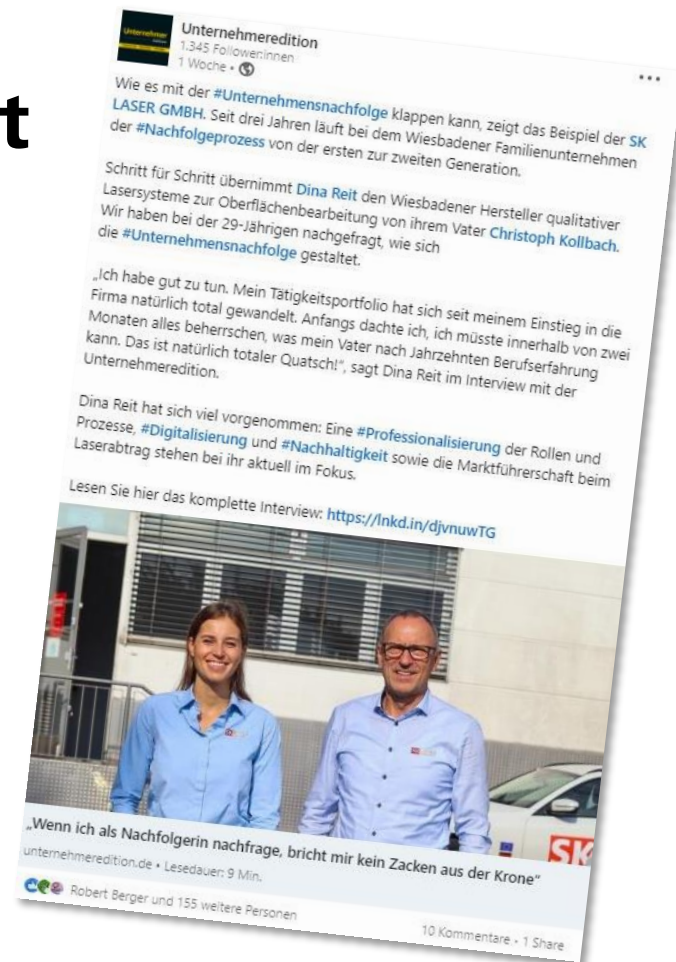 t
Unternehmer
Unternehmeredition
1.345 Follower:innen
1 Woche •
Wie es mit der #Unternehmensnachfolge klappen kann, zeigt das Beispiel der SK
LASER GMBH. Seit drei Jahren läuft bei dem Wiesbadener Familienunternehmen
der #Nachfolgeprozess von der ersten zur zweiten Generation.
Schritt für Schritt übernimmt Dina Reit den Wiesbadener Hersteller qualitativer
Lasersysteme zur Oberflächenbearbeitung von ihrem Vater Christoph Kollbach.
Wir haben bei der 29-Jährigen nachgefragt, wie sich
die #Unternehmensnachfolge gestaltet.
„Ich habe gut zu tun. Mein Tätigkeitsportfolio hat sich seit meinem Einstieg in die
Firma natürlich total gewandelt. Anfangs dachte ich, ich müsste innerhalb von zwei
Monaten alles beherrschen, was mein Vater nach Jahrzehnten Berufserfahrung
kann. Das ist natürlich totaler Quatsch!“, sagt Dina Reit im Interview mit der
Unternehmeredition.
Dina Reit hat sich viel vorgenommen: Eine #Professionalisierung der Rollen und
Prozesse, #Digitalisierung und #Nachhaltigkeit sowie die Marktführerschaft beim
Laserabtrag stehen bei ihr aktuell im Fokus.
Lesen Sie hier das komplette Interview: https://lnkd.in/djvnuwTG
SK
„Wenn ich als Nachfolgerin nachfrage, bricht mir kein Zacken aus der Krone“
unternehmeredition.de • Lesedauer: 9 Min.
Robert Berger und 155 weitere Personen
10 Kommentare • 1 Share